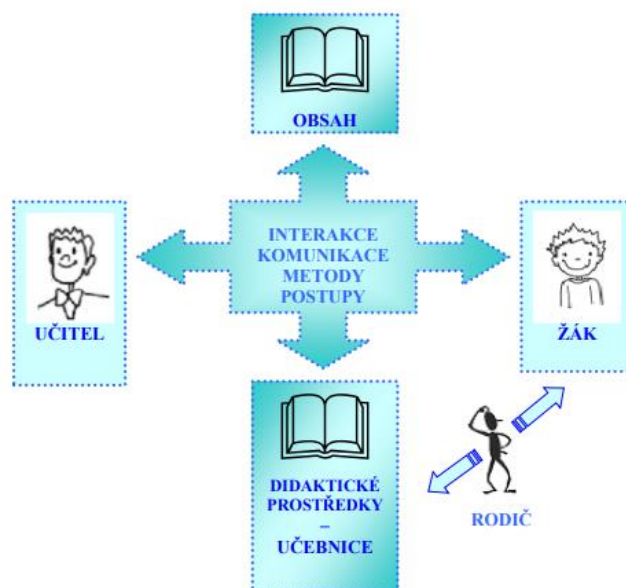 OBSAH
INTERAKCE
KOMUNIKACE
METODY
POSTUPY
UČITEL
ŽÁK
DIDAKTICKÉ
PROSTŘEDKY
–
UČEBNICE
RODIČ